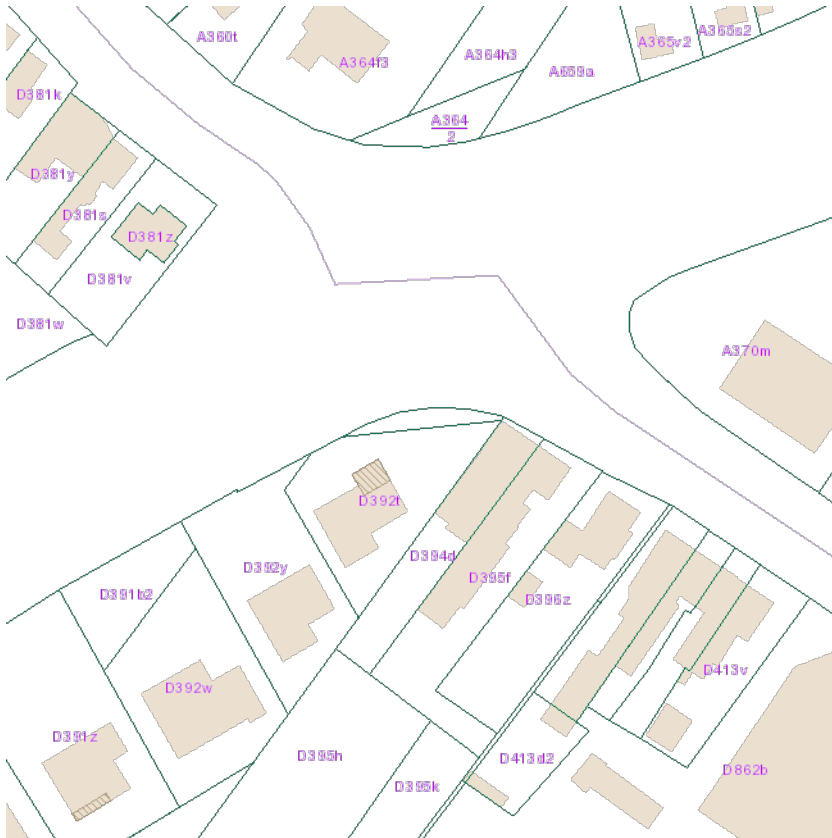 A365s2
A360t
A365v2
A364h3
A364f3
A659a
D381k
A364
2
D381y
D381s
D381z
D381v
D381w
A370m
D392t
D394d
D392y
D395f
D391b2
D396z
D413v
D392w
D391z
D395h
D413d2
D862b
D395k